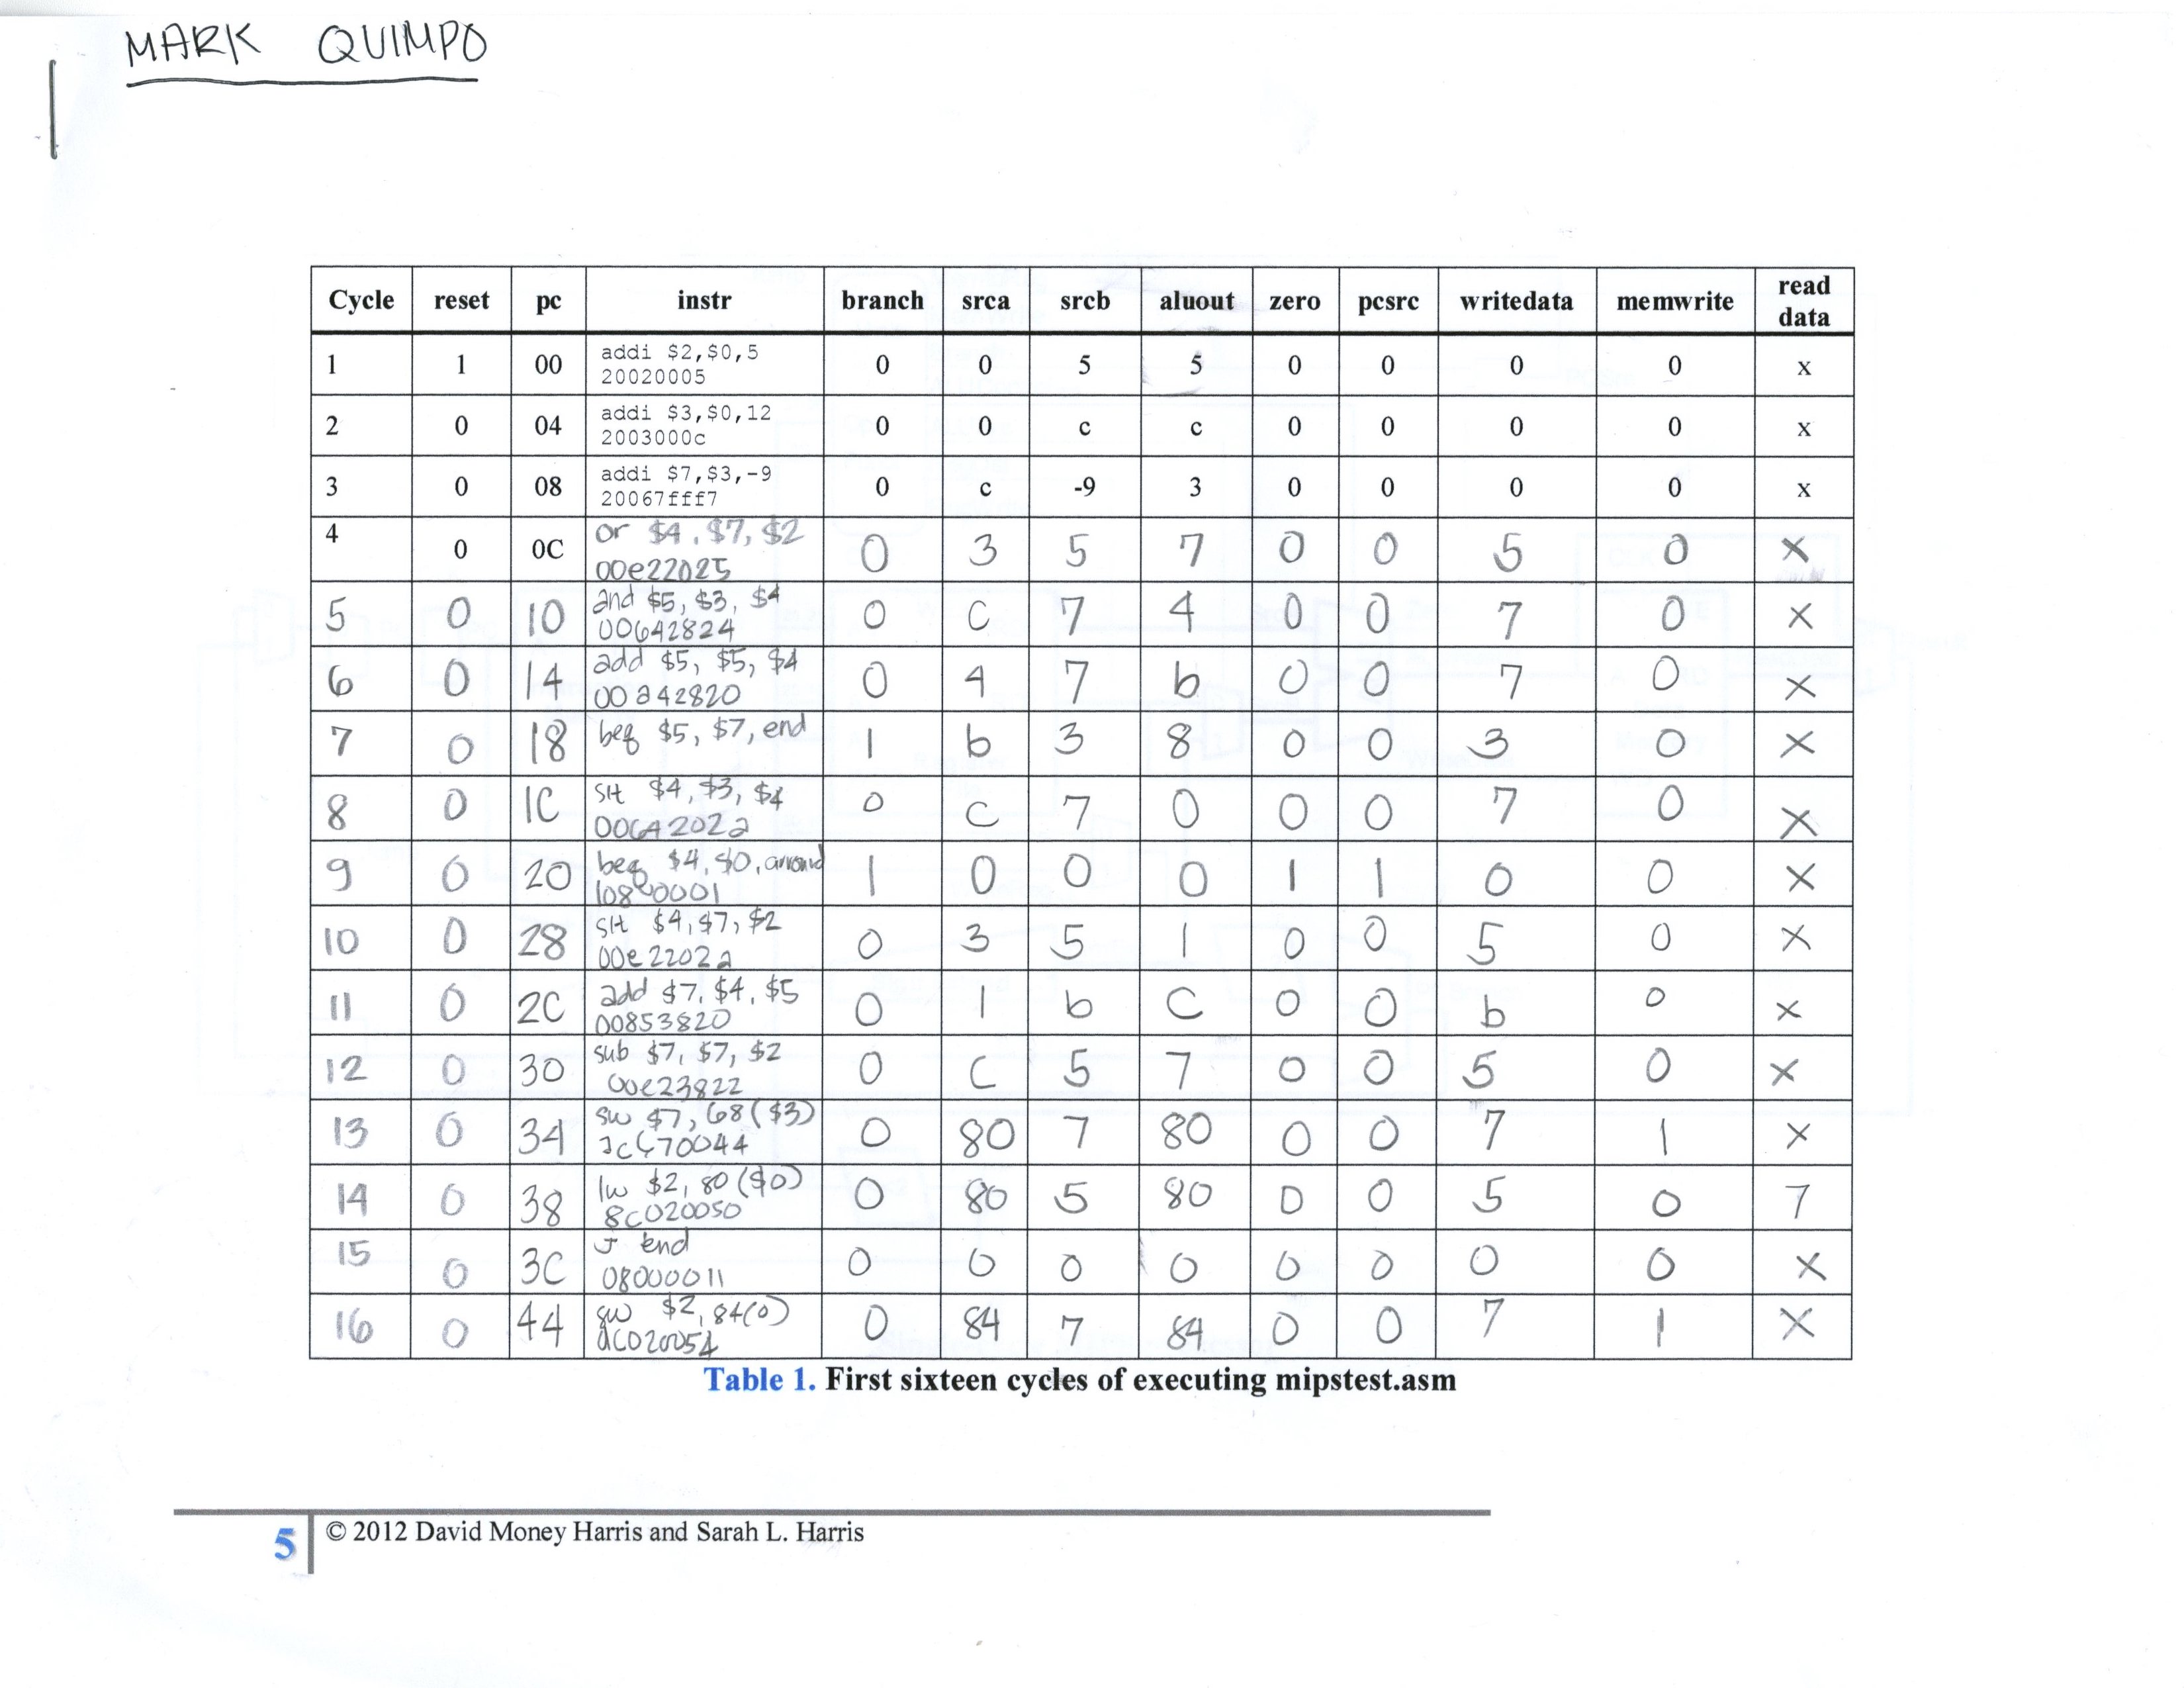 MARK QUIMPO
Cycle reset pc instr branch srca srcb aluout zero pcsrc writedata memwrite read data
1 1 00 addi $2,$0,5 0 0 5 5 0 0 0 0 x
20020005
2 0 04 addi $3,$0,12 0 0 c c 0 0 0 0 x
2003000c
3 0 08 addi $7,$3,-9 0 c -9 3 0 0 0 0 x
20067fff7
4 0 0C or $4, $7, $2 0 3 5 7 0 0 5 0 x
00e22025
5 0 10 and $5, $3, $4 0 C 7 4 0 0 7 0 x
00642824
6 0 14 add $5, $5, $4 0 4 7 b 0 0 7 0 x
00a42820
7 0 18 beq $5, $7, end 1 b 3 8 0 0 3 0 x
8 0 1C slt $4, $3, $4 0 C 7 0 0 0 7 0 x
0064202a
9 0 20 beq $4, $0, around 1 0 0 0 1 1 0 0 x
10800001
10 0 28 slt $4, $7, $2 0 3 5 1 0 0 5 0 x
00e2202a
11 0 2C add $7, $4, $5 0 1 b C 0 0 b 0 x
00853820
12 0 30 sub $7, $7, $2 0 C 5 7 0 0 5 0 x
00e23822
13 0 34 sw $7, 68($3) 0 80 7 80 0 0 7 1 x
ac670044
14 0 38 lw $2, 80($0) 0 80 5 80 0 0 5 0 7
8c020050
15 0 3C J end 0 0 0 0 0 0 0 0 x
08000011
16 0 44 sw $2, 84(0) 0 84 7 84 0 0 7 1 x
ac020054
Table 1. First sixteen cycles of executing mipstest.asm
5 © 2012 David Money Harris and Sarah L. Harris